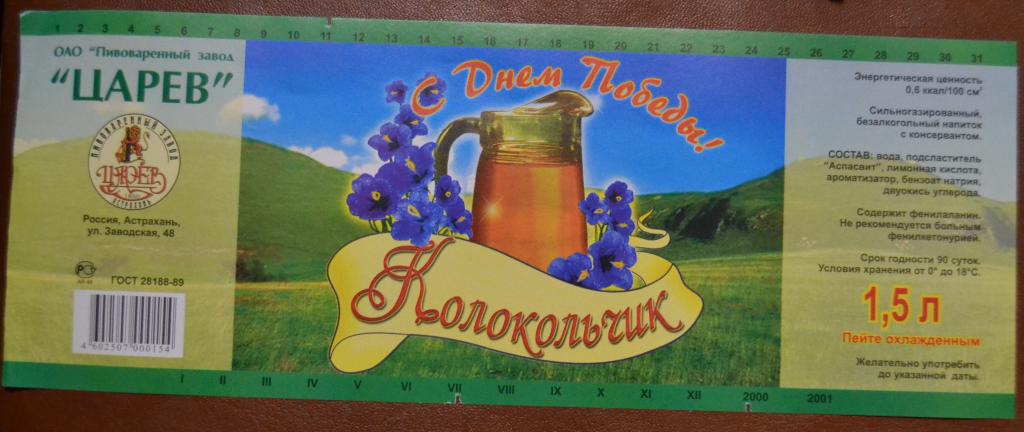 1 2 3 4 5 6 7 8 9 10 11 12 13 14 15 16 17 18 19 20 21 22 23 24 25 26 27 28 29 30 31
ОАО "Пивоваренный завод
"ЦАРЕВ"
ПИВОВАРЕННЫЙ ЗАВОД
ЦАРЕВ
АСТРАХАНЬ
Россия, Астрахань,
ул. Заводская, 48
ГОСТ 28188-89
4 602507 000154
С Днем Победы!
Колокольчик
Энергетическая ценность
0,6 ккал/100 см³
Сильногазированный,
безалкогольный напиток
с консервантом.
СОСТАВ: вода, подсластитель
"Аспасвит", лимонная кислота,
ароматизатор, бензоат натрия,
двуокись углерода.
Содержит фенилаланин.
Не рекомендуется больным
фенилкетонурией.
Срок годности 90 суток.
Условия хранения от 0° до 18°С.
1,5 л
Пейте охлажденным
Желательно употребить
до указанной даты.
I II III IV V VI VII VIII IX X XI XII 2000 2001